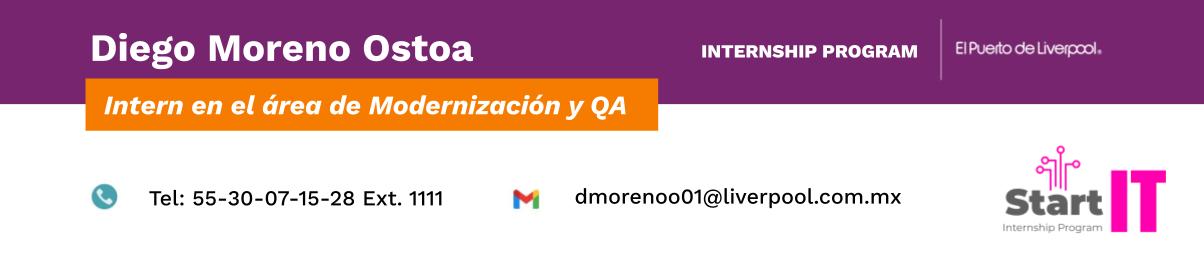 Diego Moreno Ostoa
INTERNSHIP PROGRAM
El Puerto de Liverpool®
Intern en el área de Modernización y QA
Tel: 55-30-07-15-28 Ext. 1111
dmorenoo01@liverpool.com.mx
Start IT
Internship Program